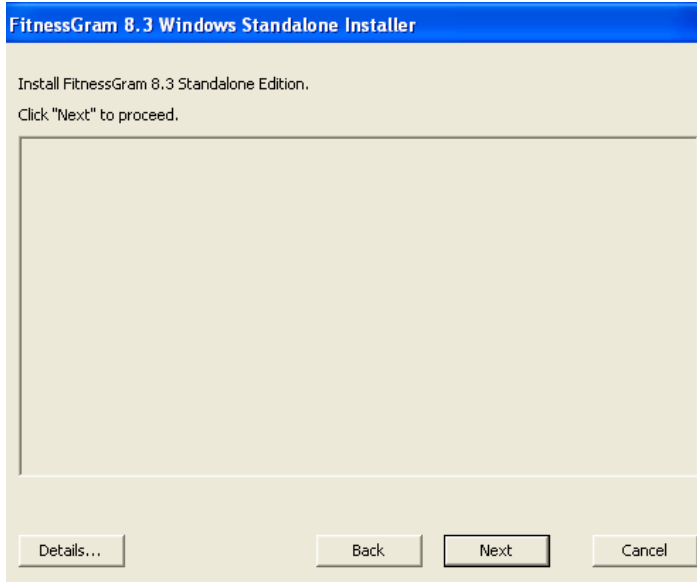 FitnessGram 8.3 Windows Standalone Installer
Install FitnessGram 8.3 Standalone Edition.
Click "Next" to proceed.
Details... Back Next Cancel